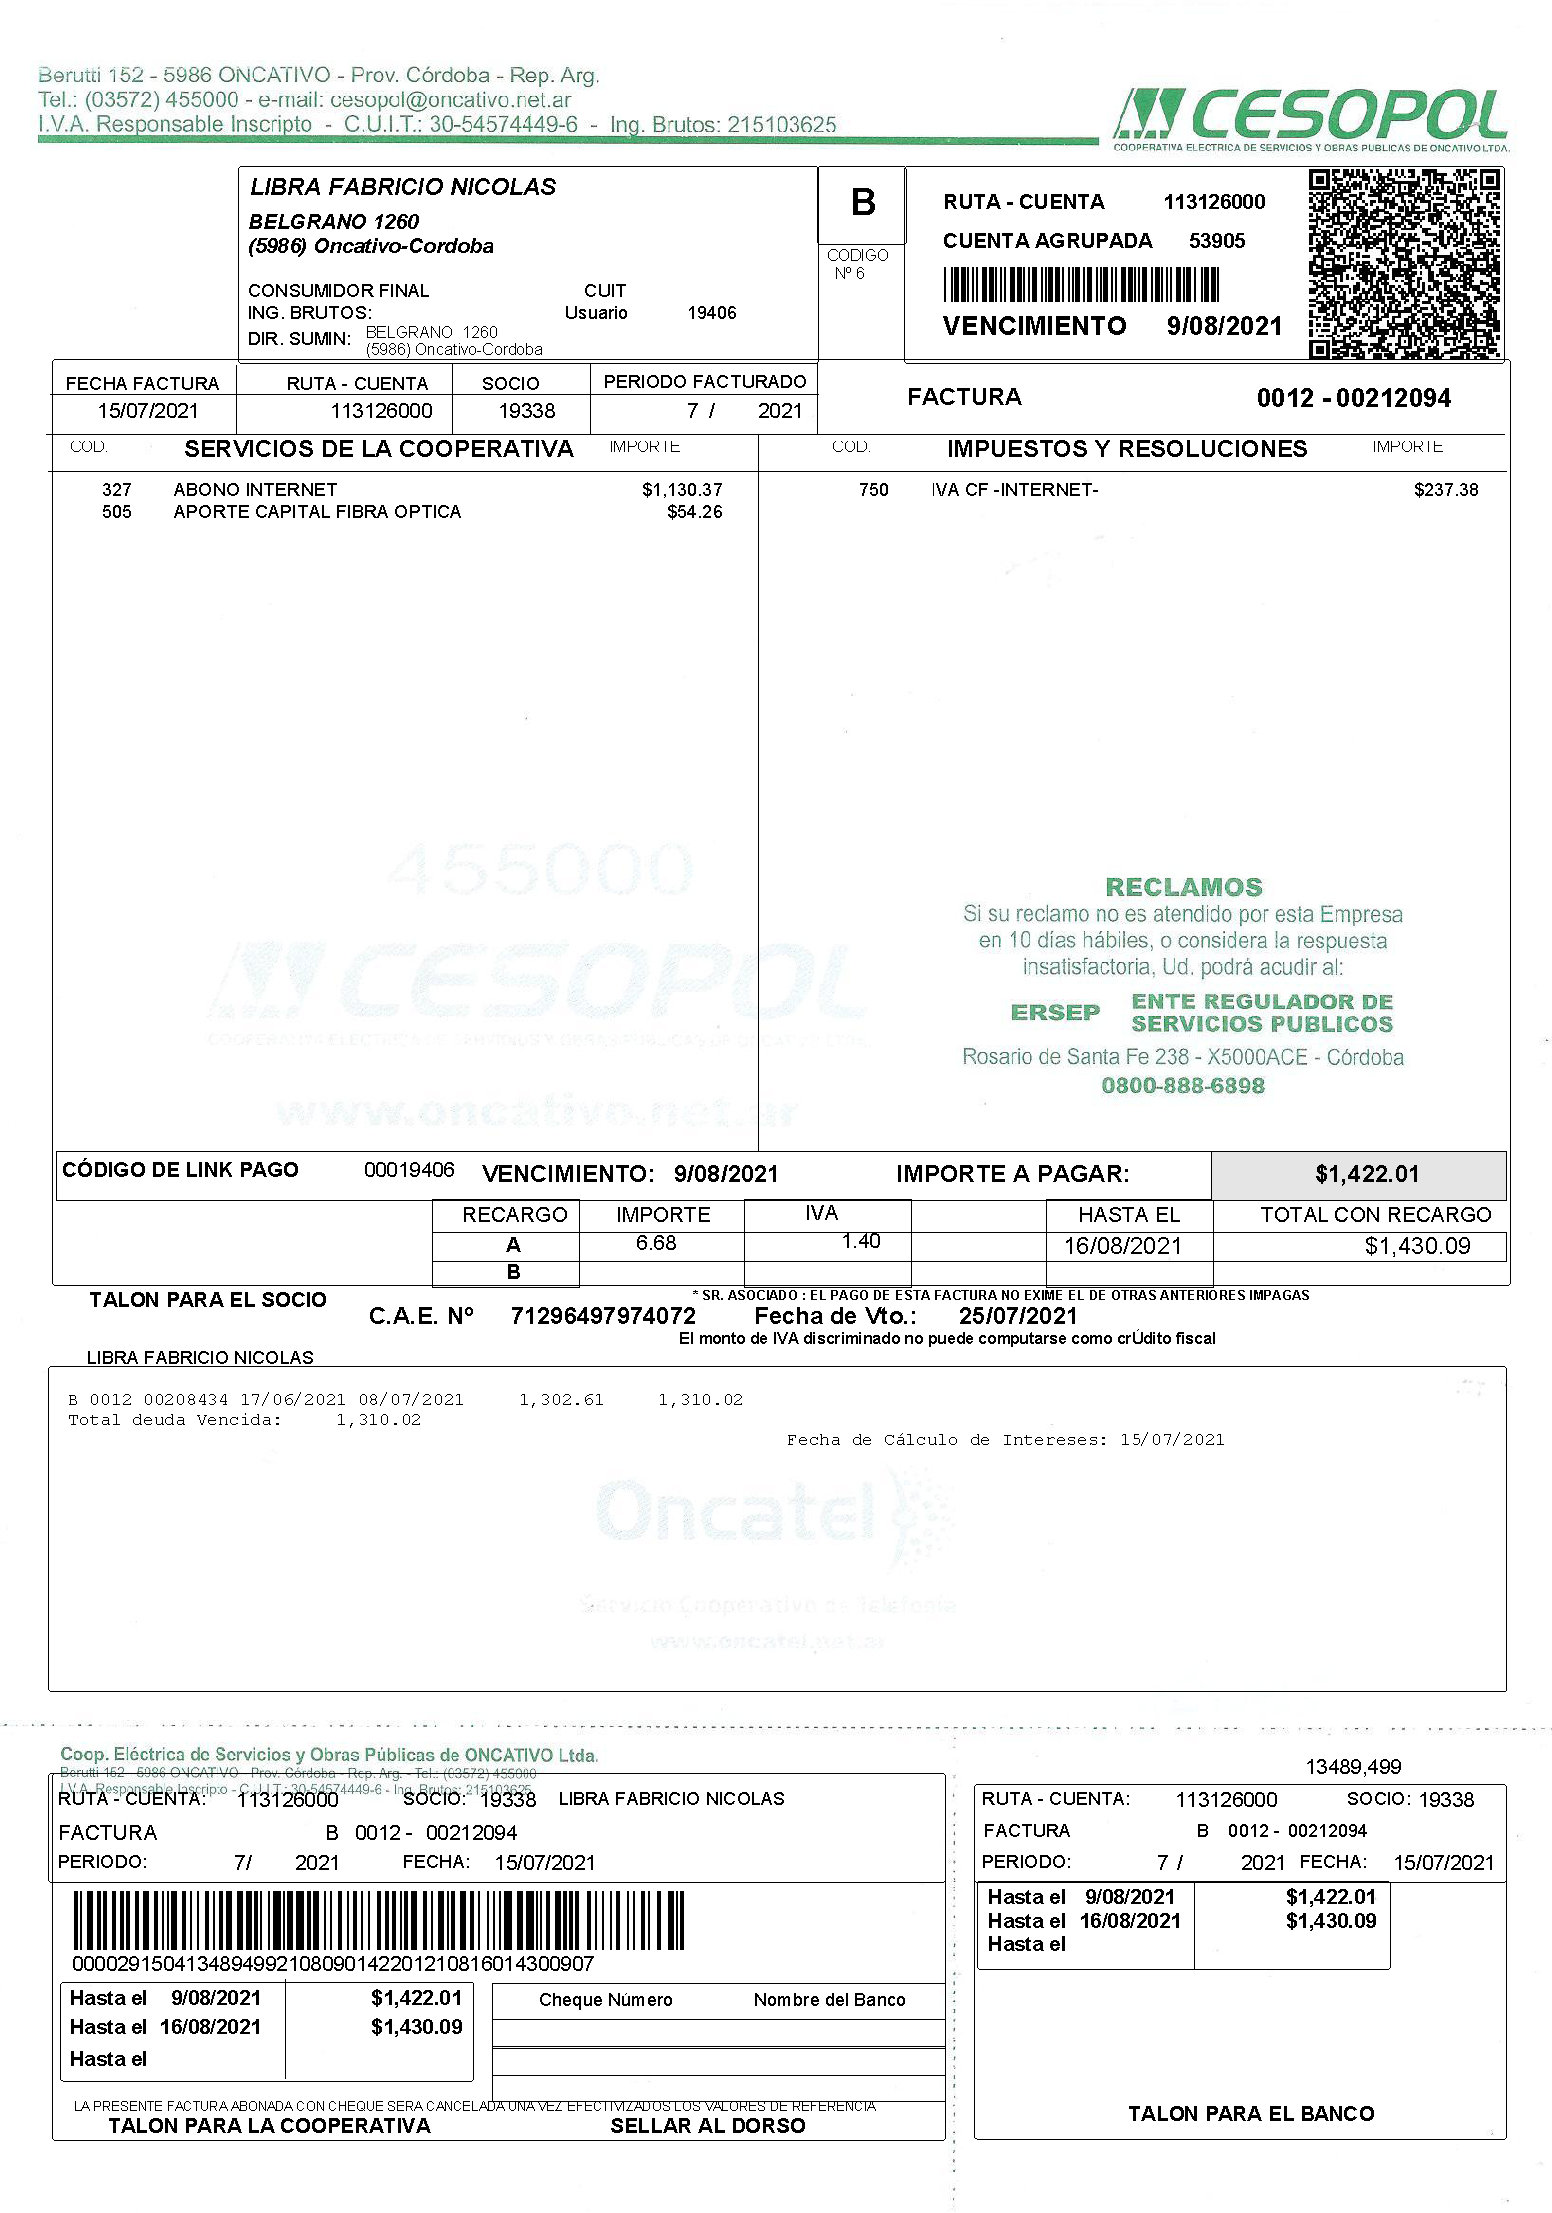 Berutti 152 - 5986 ONCATIVO - Prov. Córdoba - Rep. Arg.
Tel.: (03572) 455000 - e-mail: cesopol@oncativo.net.ar
I.V.A. Responsable Inscripto - C.U.I.T.: 30-54574449-6 - Ing. Brutos: 215103625
CESOPOL
COOPERATIVA ELECTRICA DE SERVICIOS Y OBRAS PUBLICAS DE ONCATIVO LTDA.
LIBRA FABRICIO NICOLAS
BELGRANO 1260
(5986) Oncativo-Cordoba
CONSUMIDOR FINAL CUIT
ING. BRUTOS: Usuario 19406
DIR. SUMIN: BELGRANO 1260
(5986) Oncativo-Cordoba
B
CODIGO
Nº 6
RUTA - CUENTA 113126000
CUENTA AGRUPADA 53905
VENCIMIENTO 9/08/2021
FECHA FACTURA RUTA - CUENTA SOCIO PERIODO FACTURADO
15/07/2021 113126000 19338 7 / 2021
FACTURA 0012 - 00212094
COD. SERVICIOS DE LA COOPERATIVA IMPORTE COD. IMPUESTOS Y RESOLUCIONES IMPORTE
327 ABONO INTERNET $1,130.37 750 IVA CF -INTERNET- $237.38
505 APORTE CAPITAL FIBRA OPTICA $54.26
455000
CESOPOL
www.oncativo.net.ar
RECLAMOS
Si su reclamo no es atendido por esta Empresa
en 10 días hábiles, o considera la respuesta
insatisfactoria, Ud. podrá acudir al:
ERSEP ENTE REGULADOR DE
SERVICIOS PUBLICOS
Rosario de Santa Fe 238 - X5000ACE - Córdoba
0800-888-6898
CÓDIGO DE LINK PAGO 00019406 VENCIMIENTO: 9/08/2021 IMPORTE A PAGAR: $1,422.01
RECARGO IMPORTE IVA HASTA EL TOTAL CON RECARGO
A 6.68 1.40 16/08/2021 $1,430.09
B
TALON PARA EL SOCIO
* SR. ASOCIADO : EL PAGO DE ESTA FACTURA NO EXIME EL DE OTRAS ANTERIORES IMPAGAS
C.A.E. Nº 71296497974072 Fecha de Vto.: 25/07/2021
El monto de IVA discriminado no puede computarse como crÚdito fiscal
LIBRA FABRICIO NICOLAS
B 0012 00208434 17/06/2021 08/07/2021 1,302.61 1,310.02
Total deuda Vencida: 1,310.02
Fecha de Cálculo de Intereses: 15/07/2021
Oncatel
Servicio Cooperativo de Telefonía
www.oncatel.net.ar
Coop. Eléctrica de Servicios y Obras Públicas de ONCATIVO Ltda.
Berutti 152 - 5986 ONCATIVO - Prov. Córdoba - Rep. Arg. - Tel.: (03572) 455000
I.V.A. Responsable Inscripto - C.U.I.T.: 30-54574449-6 - Ing. Brutos: 215103625
RUTA - CUENTA: 113126000 SOCIO: 19338 LIBRA FABRICIO NICOLAS
FACTURA B 0012 - 00212094
PERIODO: 7/ 2021 FECHA: 15/07/2021
00002915041348949921080901422012108160143009​07
Hasta el 9/08/2021 $1,422.01
Hasta el 16/08/2021 $1,430.09
Hasta el
Cheque Número Nombre del Banco
LA PRESENTE FACTURA ABONADA CON CHEQUE SERA CANCELADA UNA VEZ EFECTIVIZADOS LOS VALORES DE REFERENCIA
TALON PARA LA COOPERATIVA SELLAR AL DORSO
13489,499
RUTA - CUENTA: 113126000 SOCIO: 19338
FACTURA B 0012 - 00212094
PERIODO: 7 / 2021 FECHA: 15/07/2021
Hasta el 9/08/2021 $1,422.01
Hasta el 16/08/2021 $1,430.09
Hasta el
TALON PARA EL BANCO